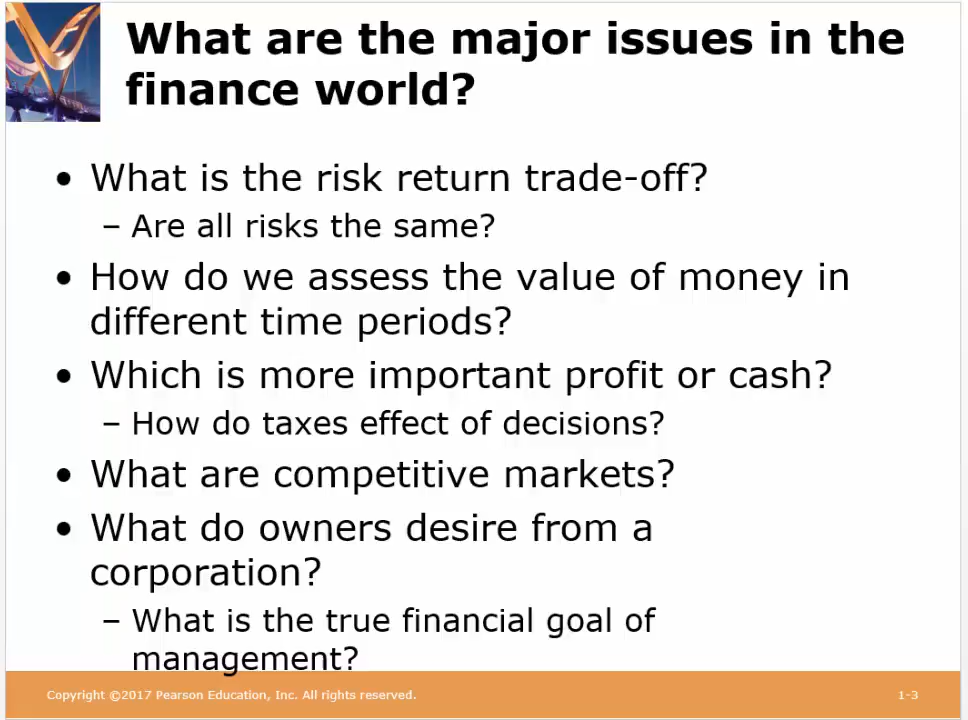 What are the major issues in the
finance world?
• What is the risk return trade-off?
– Are all risks the same?
• How do we assess the value of money in
different time periods?
• Which is more important profit or cash?
– How do taxes effect of decisions?
• What are competitive markets?
• What do owners desire from a
corporation?
– What is the true financial goal of
management?
Copyright ©2017 Pearson Education, Inc. All rights reserved.
1-3